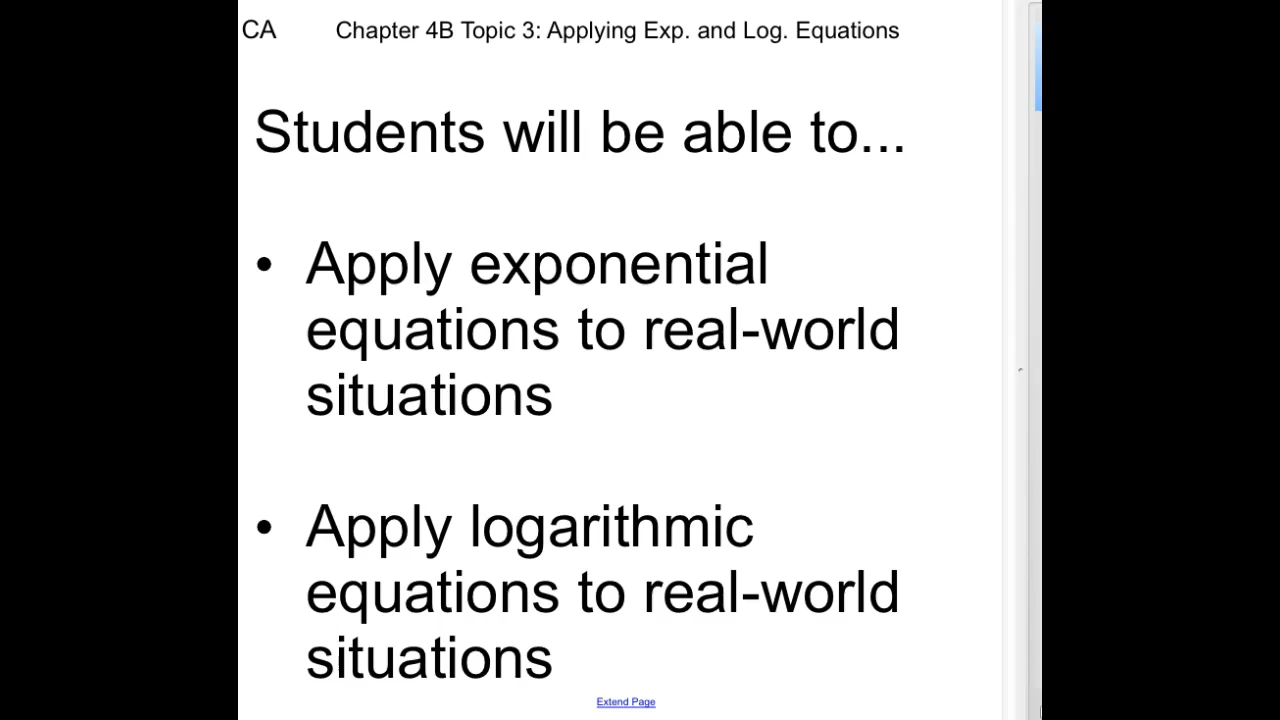 CA Chapter 4B Topic 3: Applying Exp. and Log. Equations
Students will be able to...
• Apply exponential
equations to real-world
situations
• Apply logarithmic
equations to real-world
situations
Extend Page